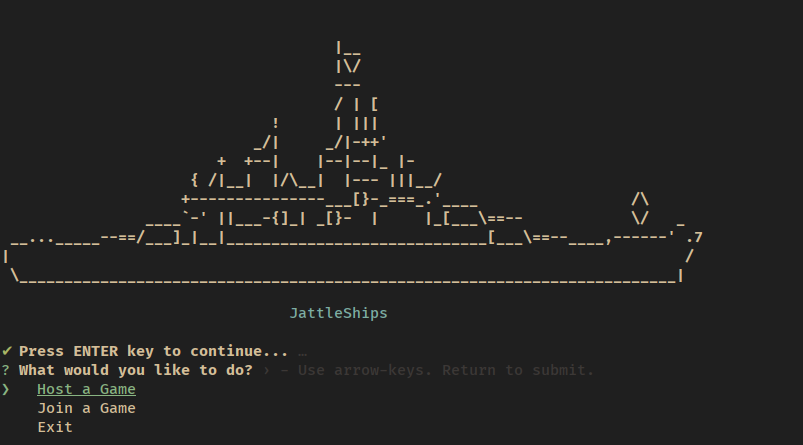 JattleShips
✔ Press ENTER key to continue... …
? What would you like to do? › - Use arrow-keys. Return to submit.
❯ Host a Game
Join a Game
Exit